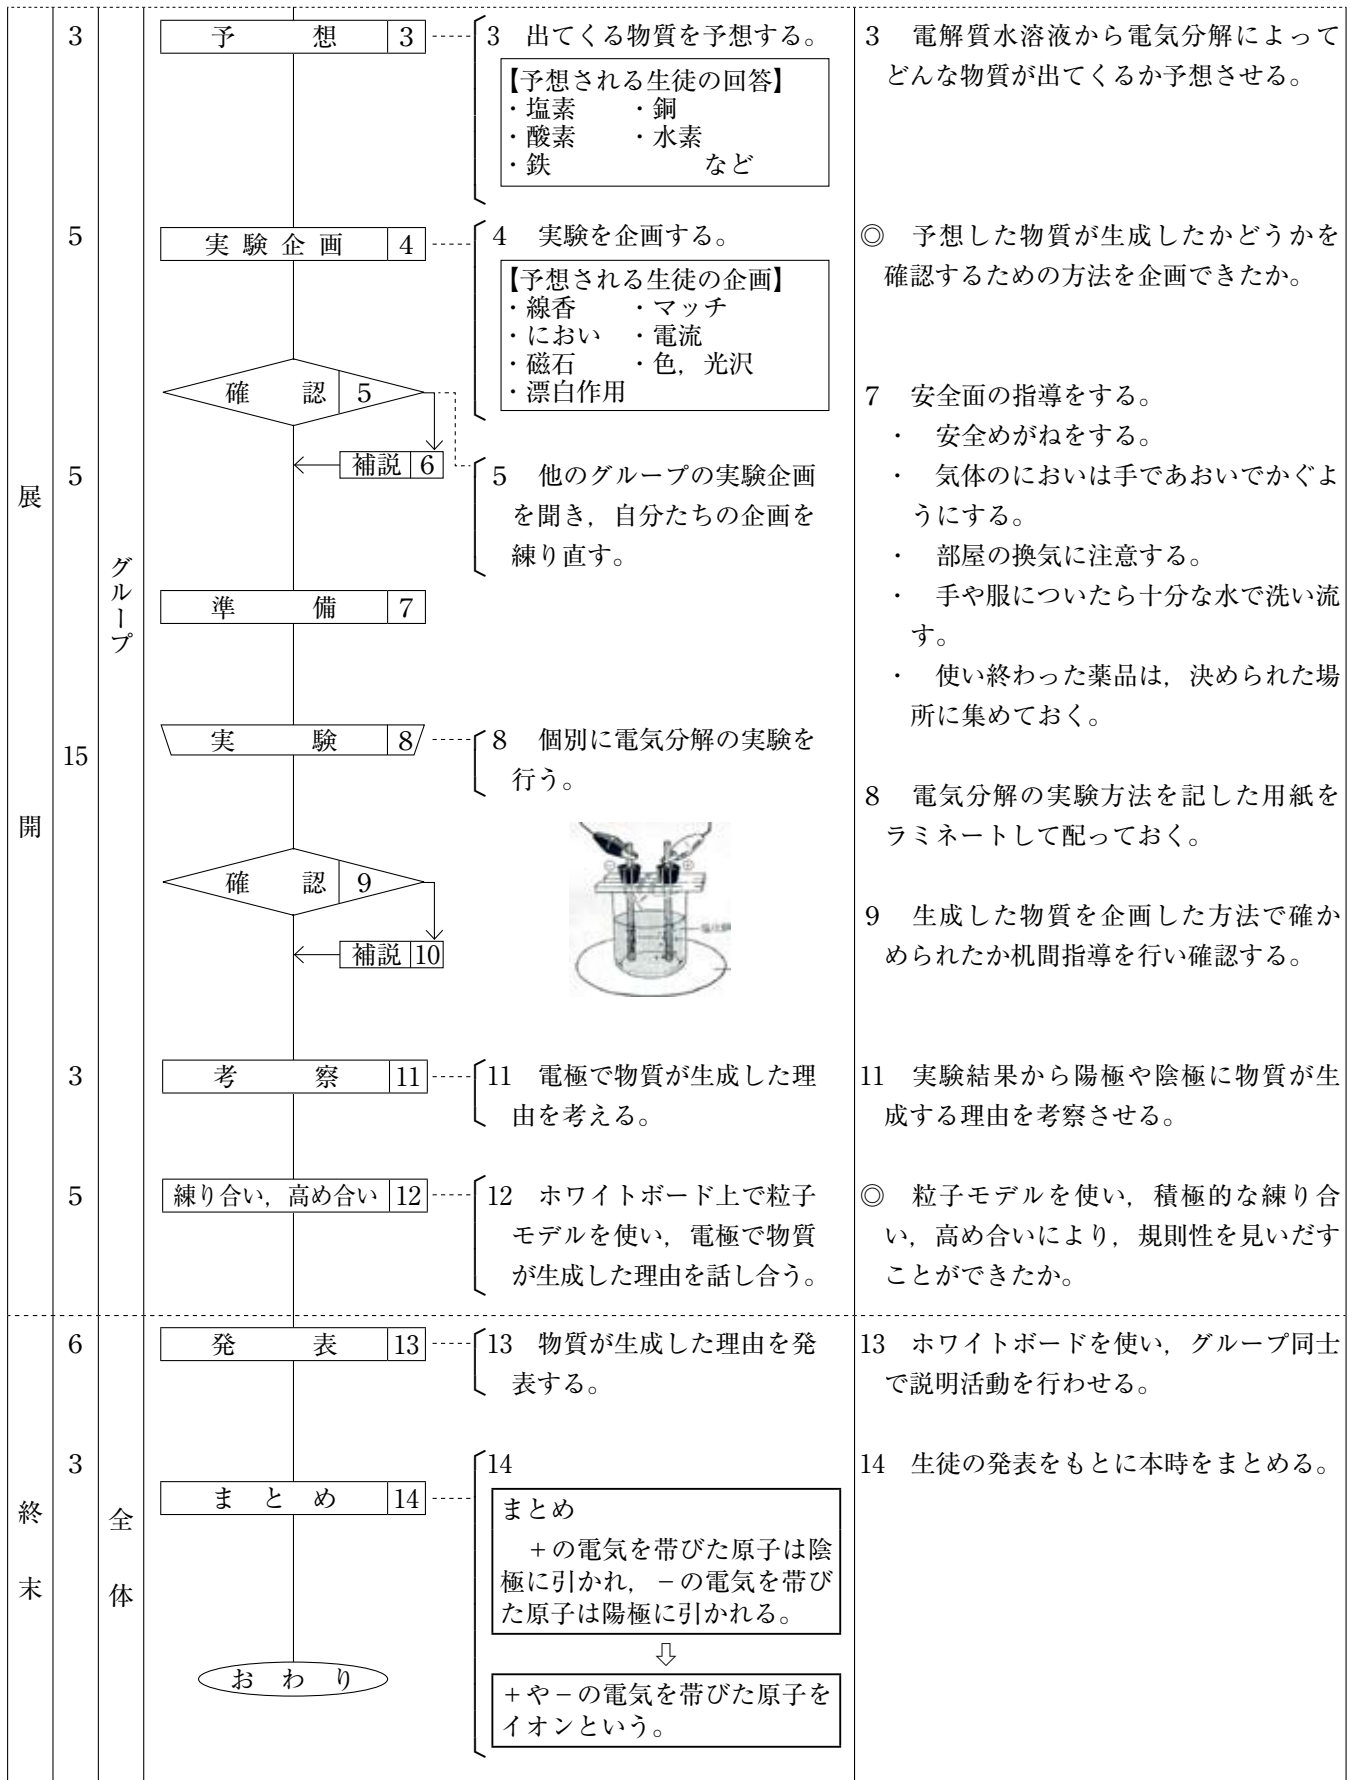 展
開
終
末
3
5
5
15
3
5
6
3
グループ
全
体
予 想 3
実験企画 4
確 認 5
補説 6
準 備 7
実 験 8
確 認 9
補説 10
考 察 11
練り合い，高め合い 12
発 表 13
ま と め 14
お わ り
3 出てくる物質を予想する。
【予想される生徒の回答】
・塩素 ・銅
・酸素 ・水素
・鉄 など
4 実験を企画する。
【予想される生徒の企画】
・線香 ・マッチ
・におい ・電流
・磁石 ・色，光沢
・漂白作用
5 他のグループの実験企画
を聞き，自分たちの企画を
練り直す。
8 個別に電気分解の実験を
行う。
11 電極で物質が生成した理
由を考える。
12 ホワイトボード上で粒子
モデルを使い，電極で物質
が生成した理由を話し合う。
13 物質が生成した理由を発
表する。
14
まとめ
＋の電気を帯びた原子は陰
極に引かれ，－の電気を帯び
た原子は陽極に引かれる。
⇩
＋や－の電気を帯びた原子を
イオンという。
3 電解質水溶液から電気分解によって
どんな物質が出てくるか予想させる。
◎ 予想した物質が生成したかどうかを
確認するための方法を企画できたか。
7 安全面の指導をする。
・ 安全めがねをする。
・ 気体のにおいは手であおいでかぐよ
うにする。
・ 部屋の換気に注意する。
・ 手や服についたら十分な水で洗い流
す。
・ 使い終わった薬品は，決められた場
所に集めておく。
8 電気分解の実験方法を記した用紙を
ラミネートして配っておく。
9 生成した物質を企画した方法で確か
められたか机間指導を行い確認する。
11 実験結果から陽極や陰極に物質が生
成する理由を考察させる。
◎ 粒子モデルを使い，積極的な練り合
い，高め合いにより，規則性を見いだす
ことができたか。
13 ホワイトボードを使い，グループ同士
で説明活動を行わせる。
14 生徒の発表をもとに本時をまとめる。